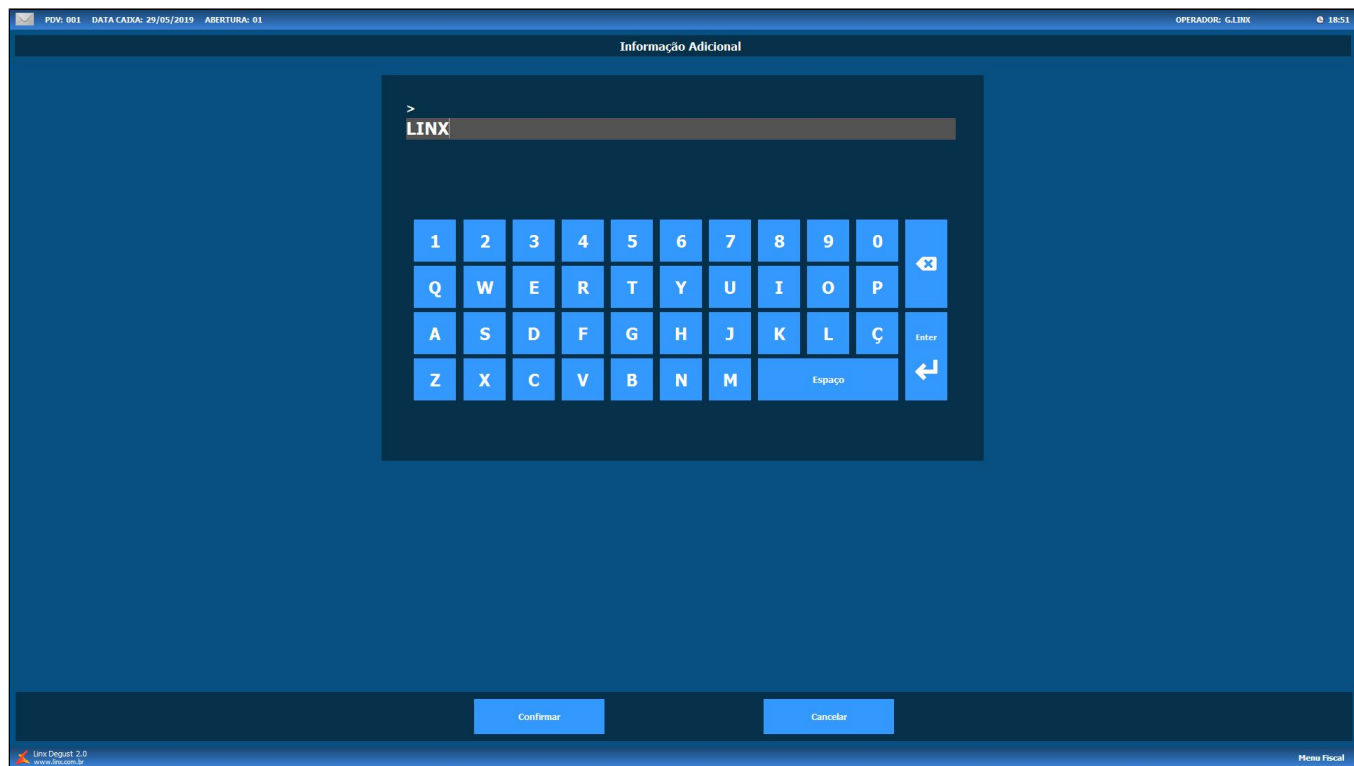 PDV: 001 DATA CAIXA: 29/05/2019 ABERTURA: 01 OPERADOR: G.LINX 18:51
Informação Adicional
>
LINX
1 2 3 4 5 6 7 8 9 0
Q W E R T Y U I O P
A S D F G H J K L Ç Enter
Z X C V B N M Espaço
Confirmar Cancelar
Linx Degust 2.0
www.linx.com.br Menu Fiscal